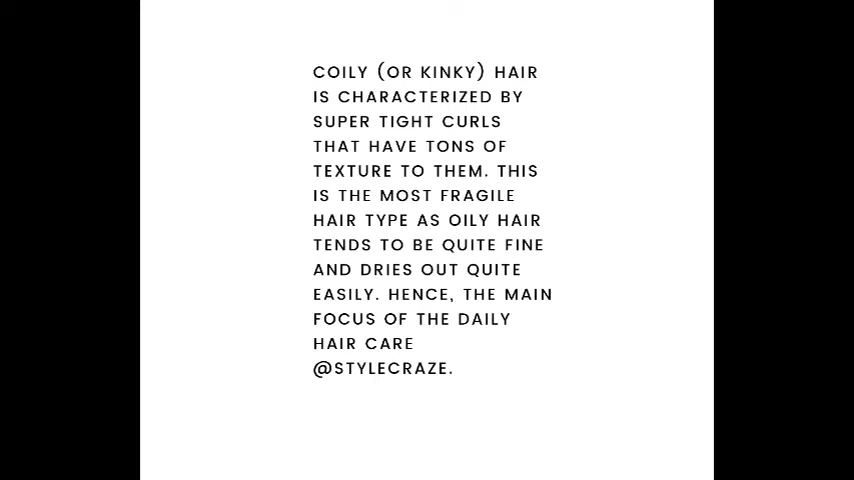 COILY (OR KINKY) HAIR
IS CHARACTERIZED BY
SUPER TIGHT CURLS
THAT HAVE TONS OF
TEXTURE TO THEM. THIS
IS THE MOST FRAGILE
HAIR TYPE AS OILY HAIR
TENDS TO BE QUITE FINE
AND DRIES OUT QUITE
EASILY. HENCE, THE MAIN
FOCUS OF THE DAILY
HAIR CARE
@STYLECRAZE.